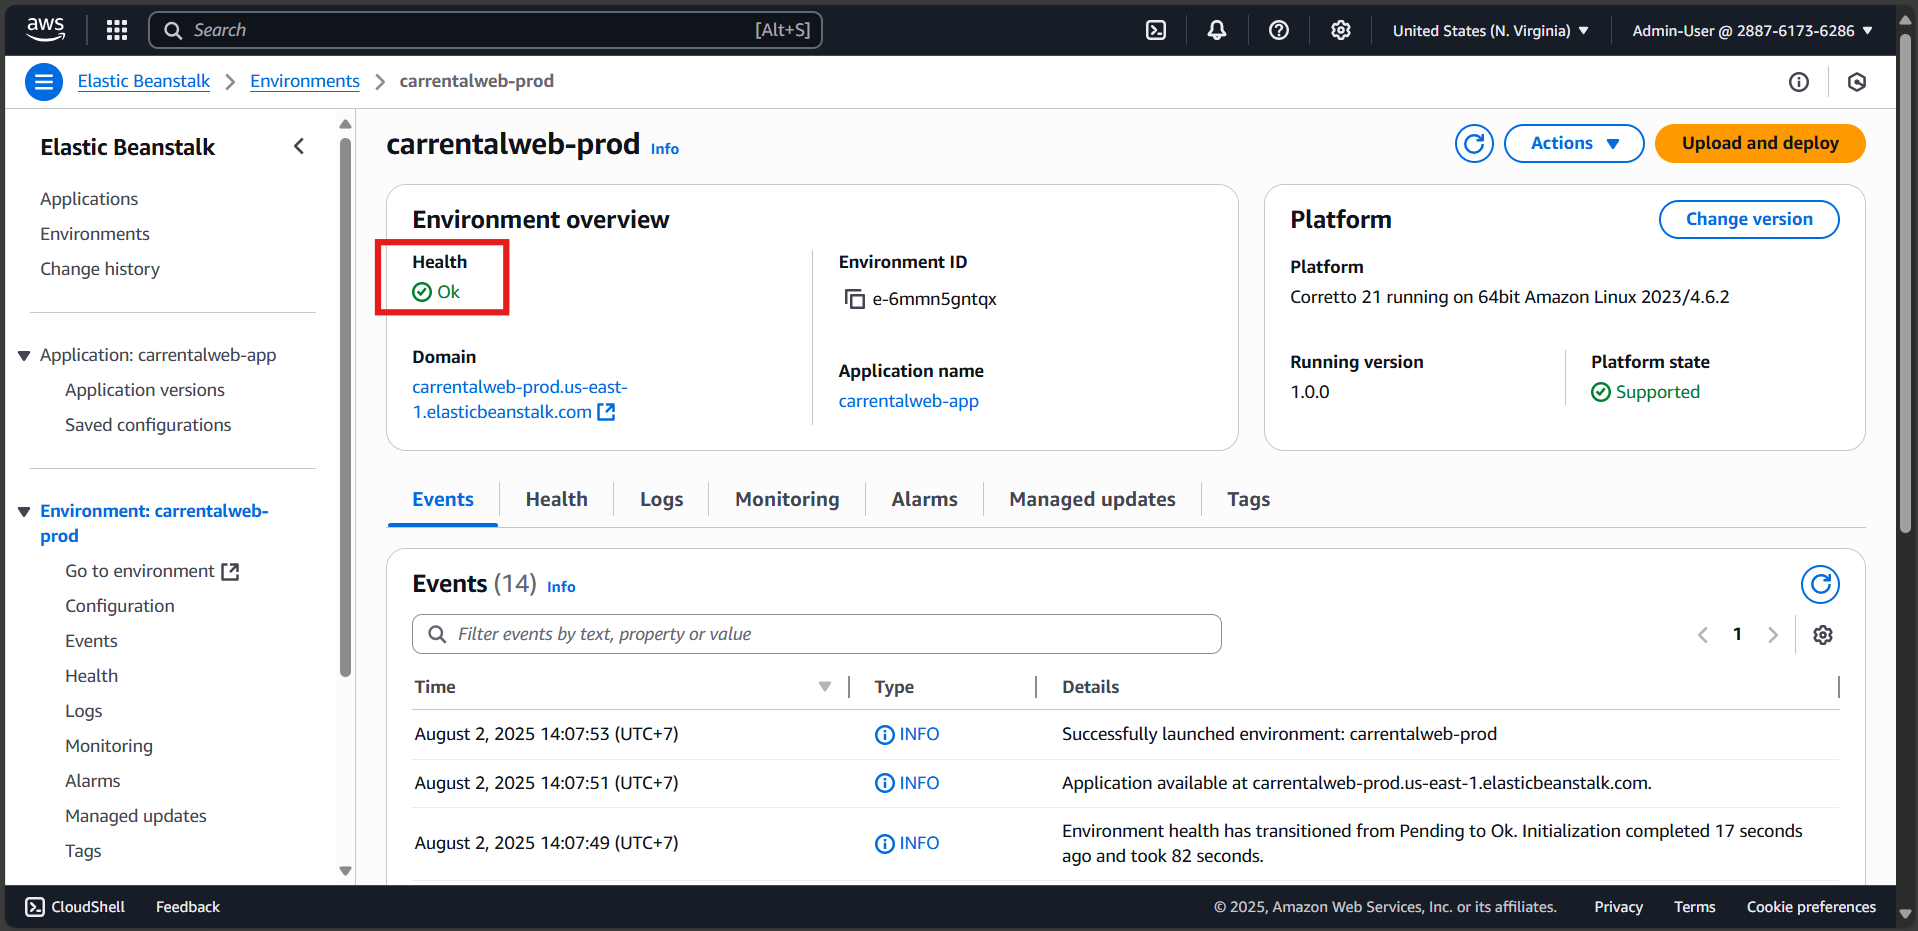 aws
Search [Alt+S]
United States (N. Virginia)
Admin-User @ 2887-6173-6286
Elastic Beanstalk
Environments
carrentalweb-prod
Elastic Beanstalk
Applications
Environments
Change history
Application: carrentalweb-app
Application versions
Saved configurations
Environment: carrentalweb-
prod
Go to environment
Configuration
Events
Health
Logs
Monitoring
Alarms
Managed updates
Tags
carrentalweb-prod Info
Actions
Upload and deploy
Environment overview
Health
Ok
Domain
carrentalweb-prod.us-east-
1.elasticbeanstalk.com
Environment ID
e-6mmn5gntqx
Application name
carrentalweb-app
Platform
Change version
Platform
Corretto 21 running on 64bit Amazon Linux 2023/4.6.2
Running version
1.0.0
Platform state
Supported
Events Health Logs Monitoring Alarms Managed updates Tags
Events (14) Info
Filter events by text, property or value
1
Time Type Details
August 2, 2025 14:07:53 (UTC+7) INFO Successfully launched environment: carrentalweb-prod
August 2, 2025 14:07:51 (UTC+7) INFO Application available at carrentalweb-prod.us-east-1.elasticbeanstalk.com.
August 2, 2025 14:07:49 (UTC+7) INFO Environment health has transitioned from Pending to Ok. Initialization completed 17 seconds
ago and took 82 seconds.
CloudShell Feedback
© 2025, Amazon Web Services, Inc. or its affiliates. Privacy Terms Cookie preferences